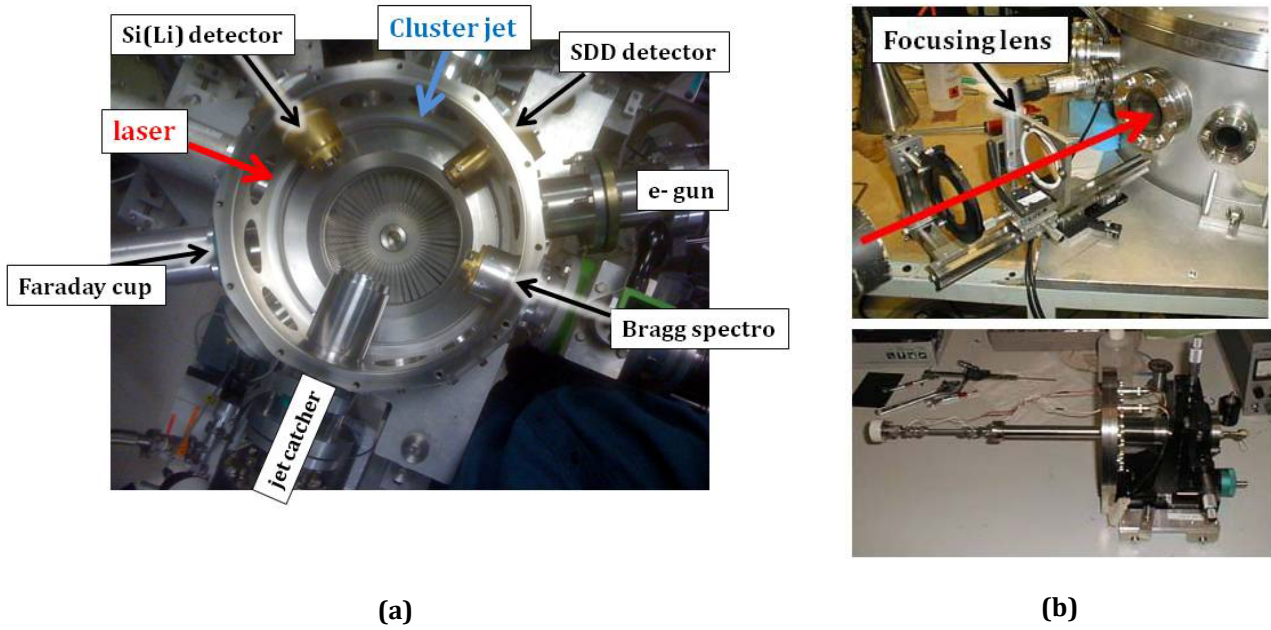 Si(Li) detector
Cluster jet
SDD detector
laser
e- gun
Faraday cup
Bragg spectro
jet catcher
(a)
Focusing lens
(b)